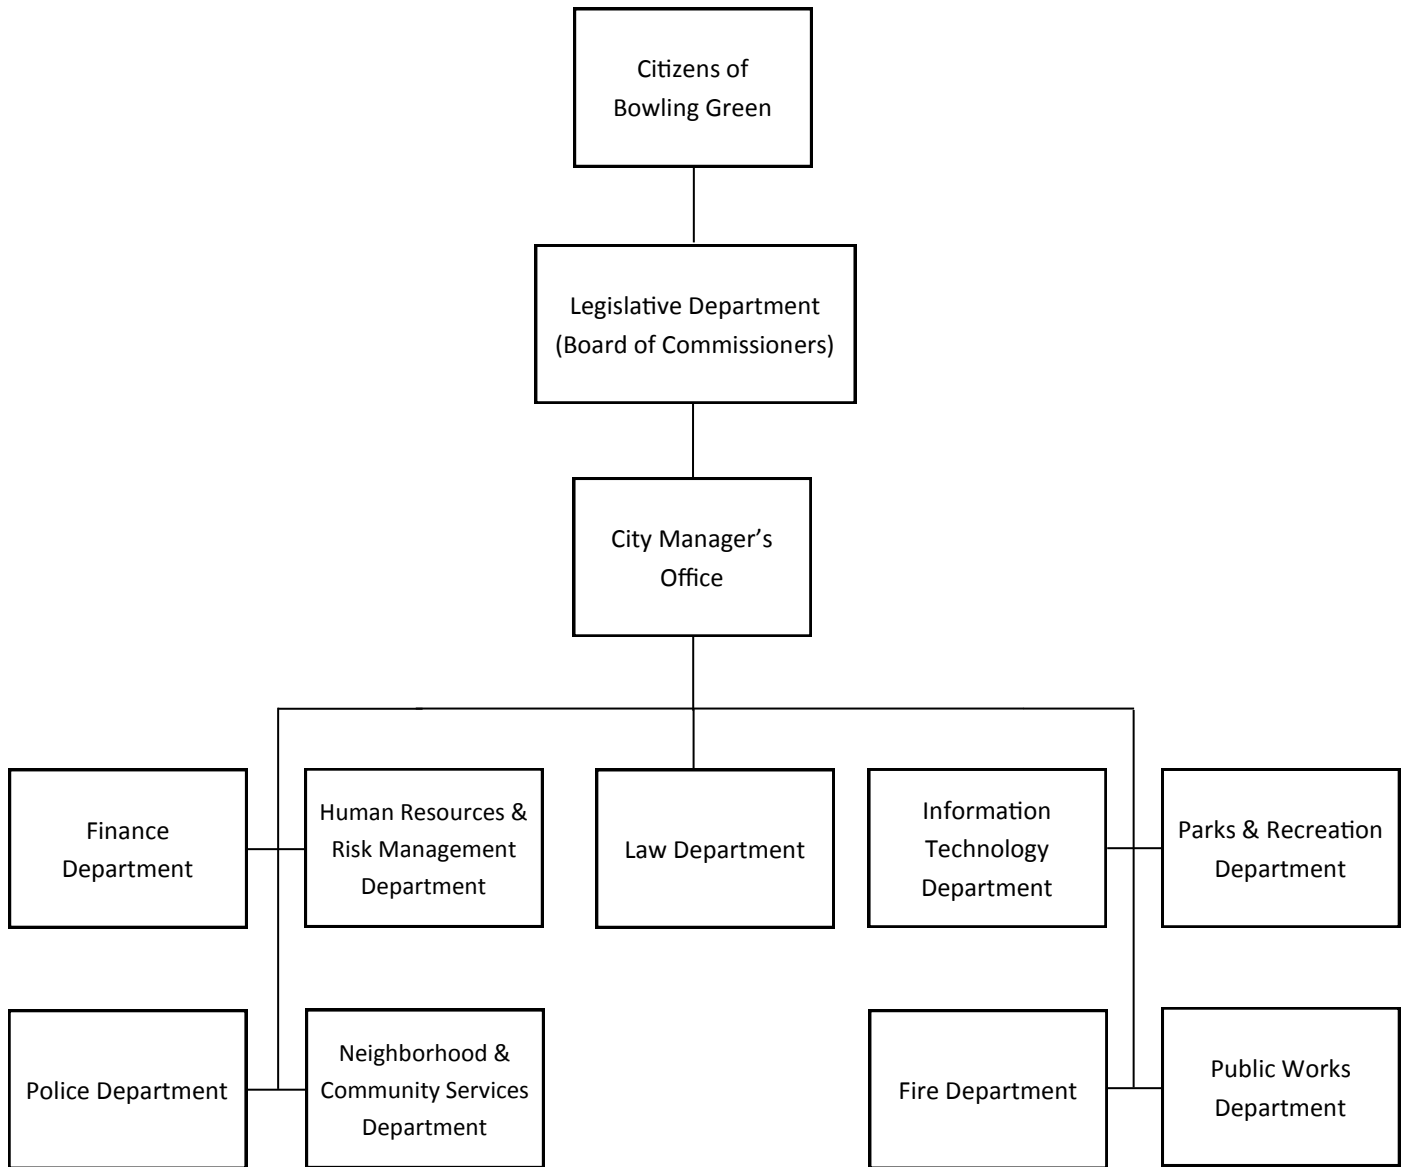 Citizens of
Bowling Green
Legislative Department
(Board of Commissioners)
City Manager’s
Office
Finance
Department
Human Resources &
Risk Management
Department
Law Department
Information
Technology
Department
Parks & Recreation
Department
Police Department
Neighborhood &
Community Services
Department
Fire Department
Public Works
Department